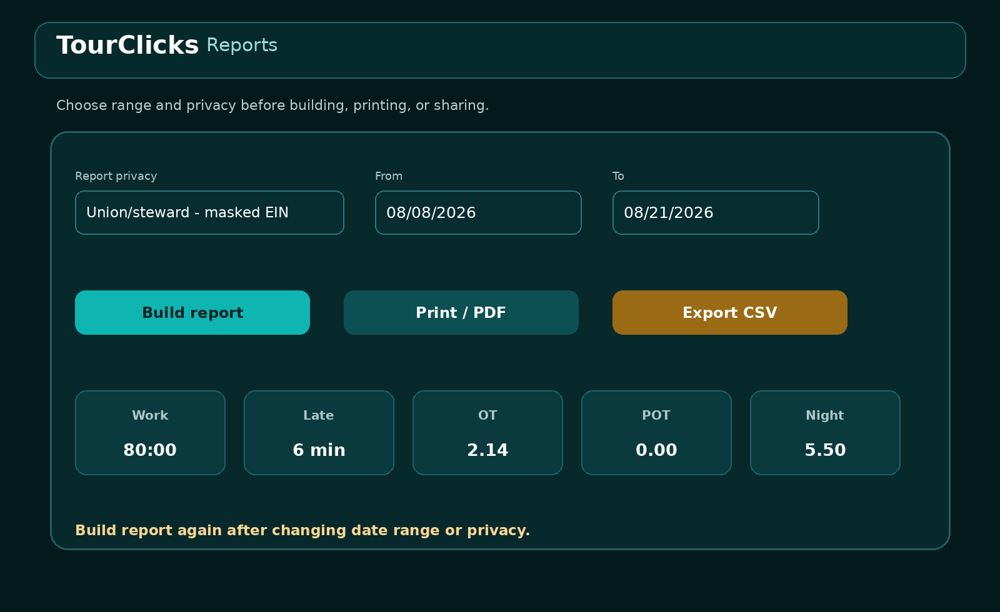 TourClicks Reports
Choose range and privacy before building, printing, or sharing.
Report privacy From To
Union/steward - masked EIN 08/08/2026 08/21/2026
Build report Print / PDF Export CSV
Work Late OT POT Night
80:00 6 min 2.14 0.00 5.50
Build report again after changing date range or privacy.